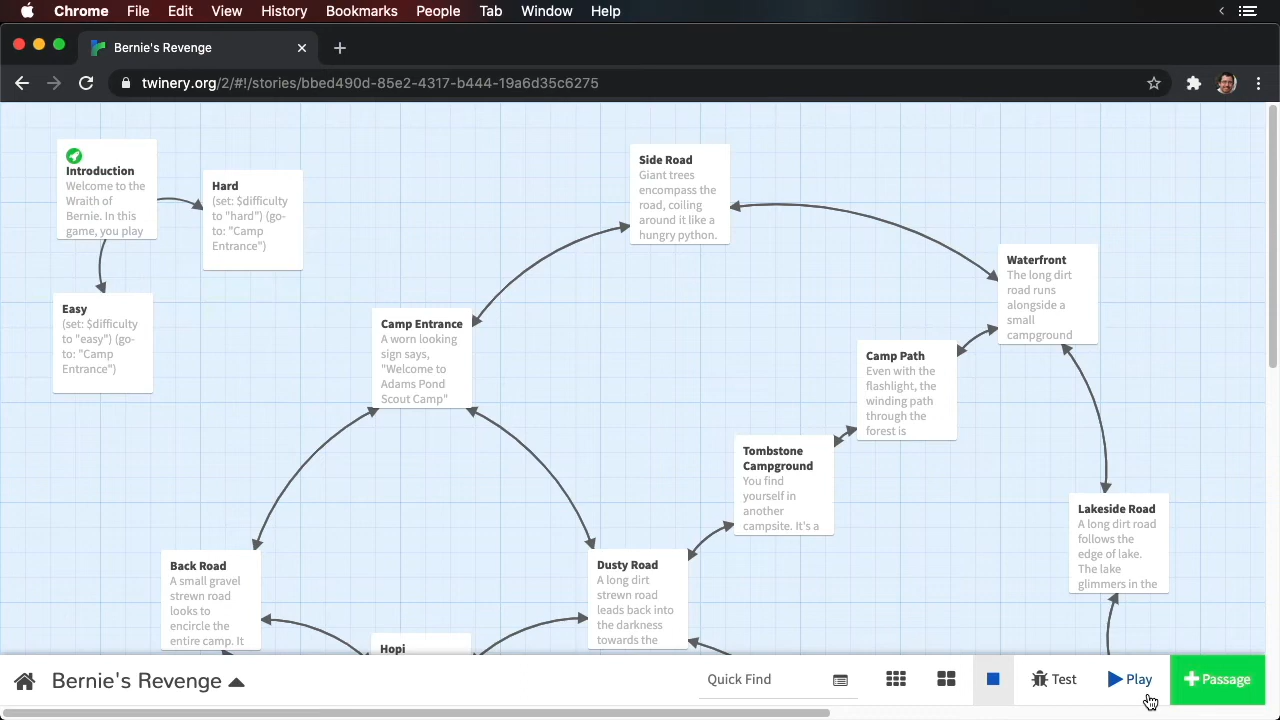 Chrome File Edit View History Bookmarks People Tab Window Help
Bernie's Revenge
twinery.org/2/#!/stories/bbed490d-85e2-4317-b444-19a6d35c6275
Introduction
Welcome to the
Wraith of
Bernie. In this
game, you play
Hard
(set: $difficulty
to "hard") (go-
to: "Camp
Entrance")
Side Road
Giant trees
encompass the
road, coiling
around it like a
hungry python.
Waterfront
The long dirt
road runs
alongside a
small
campground
Easy
(set: $difficulty
to "easy") (go-
to: "Camp
Entrance")
Camp Entrance
A worn looking
sign says,
"Welcome to
Adams Pond
Scout Camp"
Camp Path
Even with the
flashlight, the
winding path
through the
forest is
Tombstone
Campground
You find
yourself in
another
campsite. It's a
Lakeside Road
A long dirt road
follows the
edge of lake.
The lake
glimmers in the
Back Road
A small gravel
strewn road
looks to
encircle the
entire camp. It
Dusty Road
A long dirt
strewn road
leads back into
the darkness
towards the
Hopi
Bernie's Revenge
Quick Find
Test
Play
+Passage